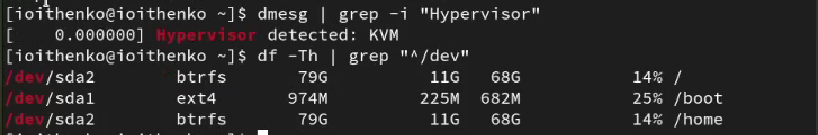 [ioithenko@ioithenko ~]$ dmesg | grep -i "Hypervisor"
[    0.000000] Hypervisor detected: KVM
[ioithenko@ioithenko ~]$ df -Th | grep "^/dev"
/dev/sda2      btrfs      79G      11G   68G      14% /
/dev/sda1      ext4      974M     225M  682M      25% /boot
/dev/sda2      btrfs      79G      11G   68G      14% /home
[ioithenko@ioithenko ~]$